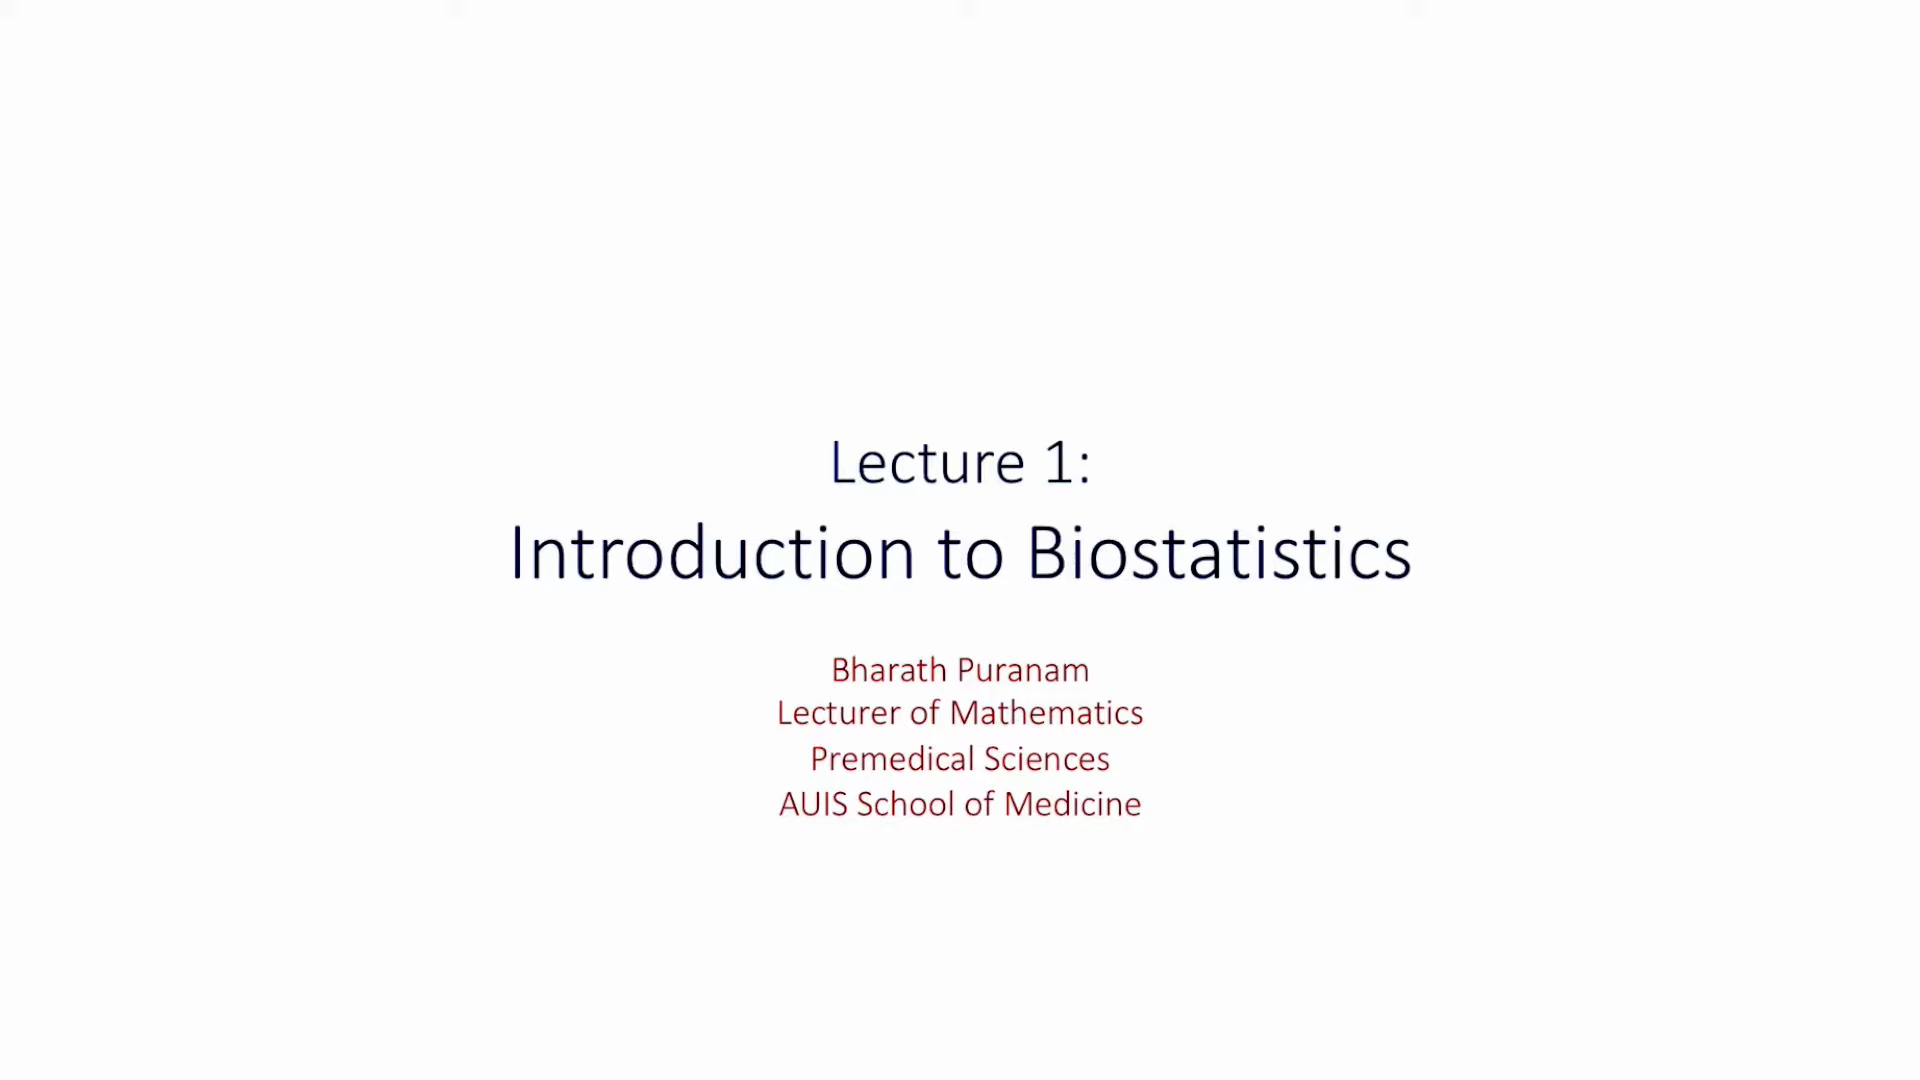 Lecture 1:
Introduction to Biostatistics
Bharath Puranam
Lecturer of Mathematics
Premedical Sciences
AUIS School of Medicine